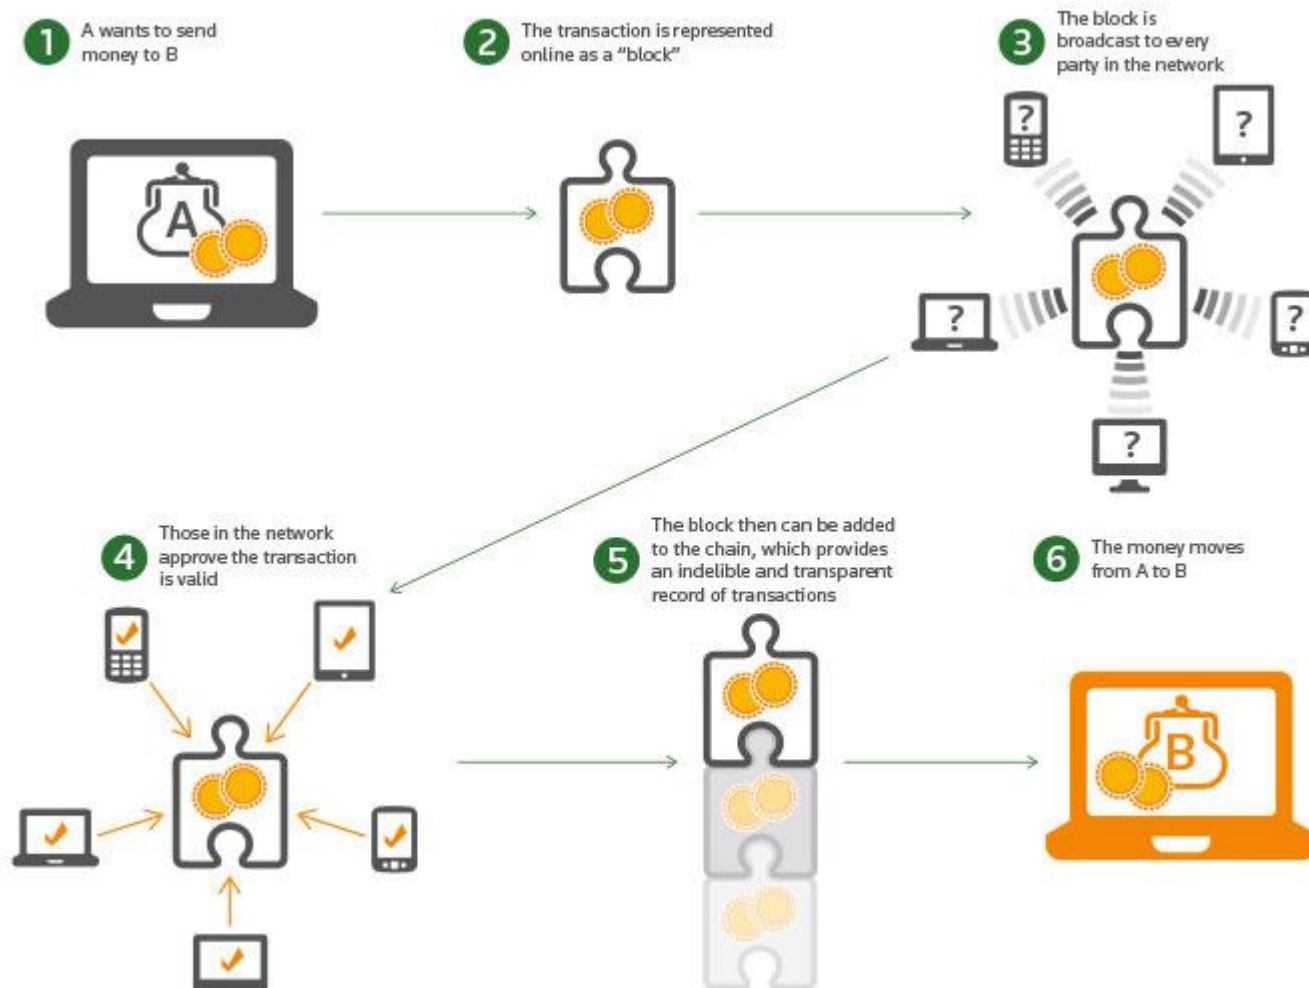 1
A wants to send
money to B
2
The transaction is represented
online as a “block”
3
The block is
broadcast to every
party in the network
?
?
A
?
?
?
4
Those in the network
approve the transaction
is valid
5
The block then can be added
to the chain, which provides
an indelible and transparent
record of transactions
6
The money moves
from A to B
B